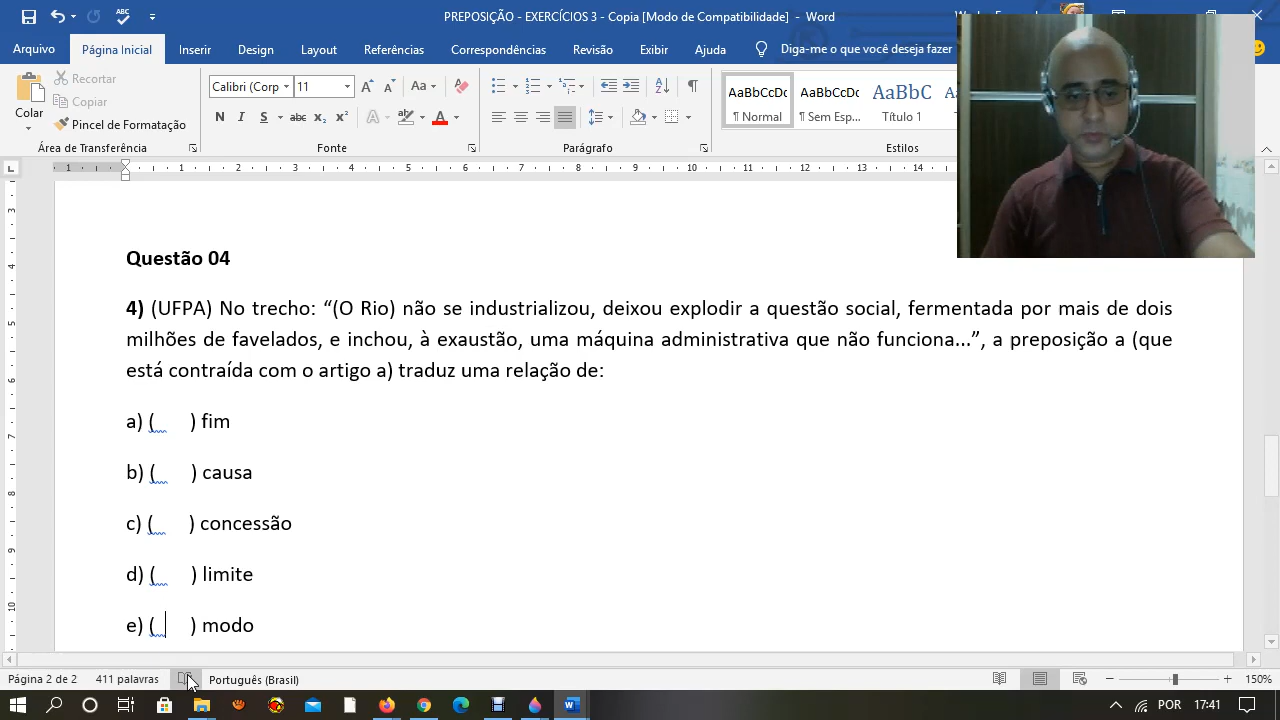 PREPOSIÇÃO - EXERCÍCIOS 3 - Copia [Modo de Compatibilidade] - Word
Arquivo Página Inicial Inserir Design Layout Referências Correspondências Revisão Exibir Ajuda Diga-me o que você deseja fazer
Colar
Recortar
Copiar
Pincel de Formatação
Área de Transferência
Calibri (Corp 11
Fonte
Parágrafo
AaBbCcDc AaBbCcDc AaBbC
¶ Normal ¶ Sem Esp... Título 1
Estilos
Questão 04
4) (UFPA) No trecho: “(O Rio) não se industrializou, deixou explodir a questão social, fermentada por mais de dois
milhões de favelados, e inchou, à exaustão, uma máquina administrativa que não funciona...”, a preposição a (que
está contraída com o artigo a) traduz uma relação de:
a) ( ) fim
b) ( ) causa
c) ( ) concessão
d) ( ) limite
e) ( ) modo
Página 2 de 2 411 palavras Português (Brasil) 150%
POR 17:41